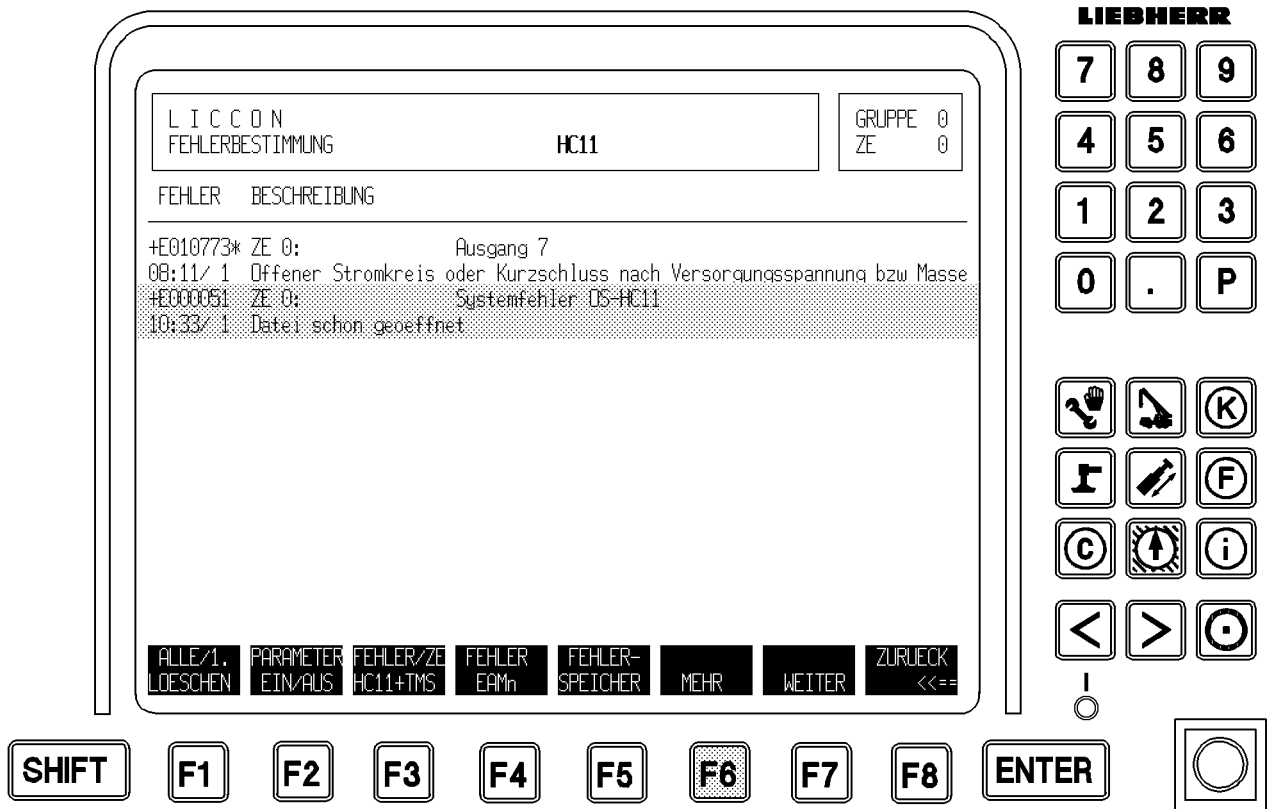 LIEBHERR
L I C C O N
FEHLERBESTIMMUNG HC11
GRUPPE 0
ZE 0
FEHLER BESCHREIBUNG
+E010773* ZE 0: Ausgang 7
08:11/ 1 Offener Stromkreis oder Kurzschluss nach Versorgungsspannung bzw Masse
+E000051 ZE 0: Systemfehler OS-HC11
10:33/ 1 Datei schon geoeffnet
ALLE/1. PARAMETER FEHLER/ZE FEHLER FEHLER- ZURUECK
LOESCHEN EIN/AUS HC11+TMS EAMn SPEICHER MEHR WEITER <<==
7 8 9
4 5 6
1 2 3
0 . P
K
F
C i
< >
I
SHIFT F1 F2 F3 F4 F5 F6 F7 F8 ENTER